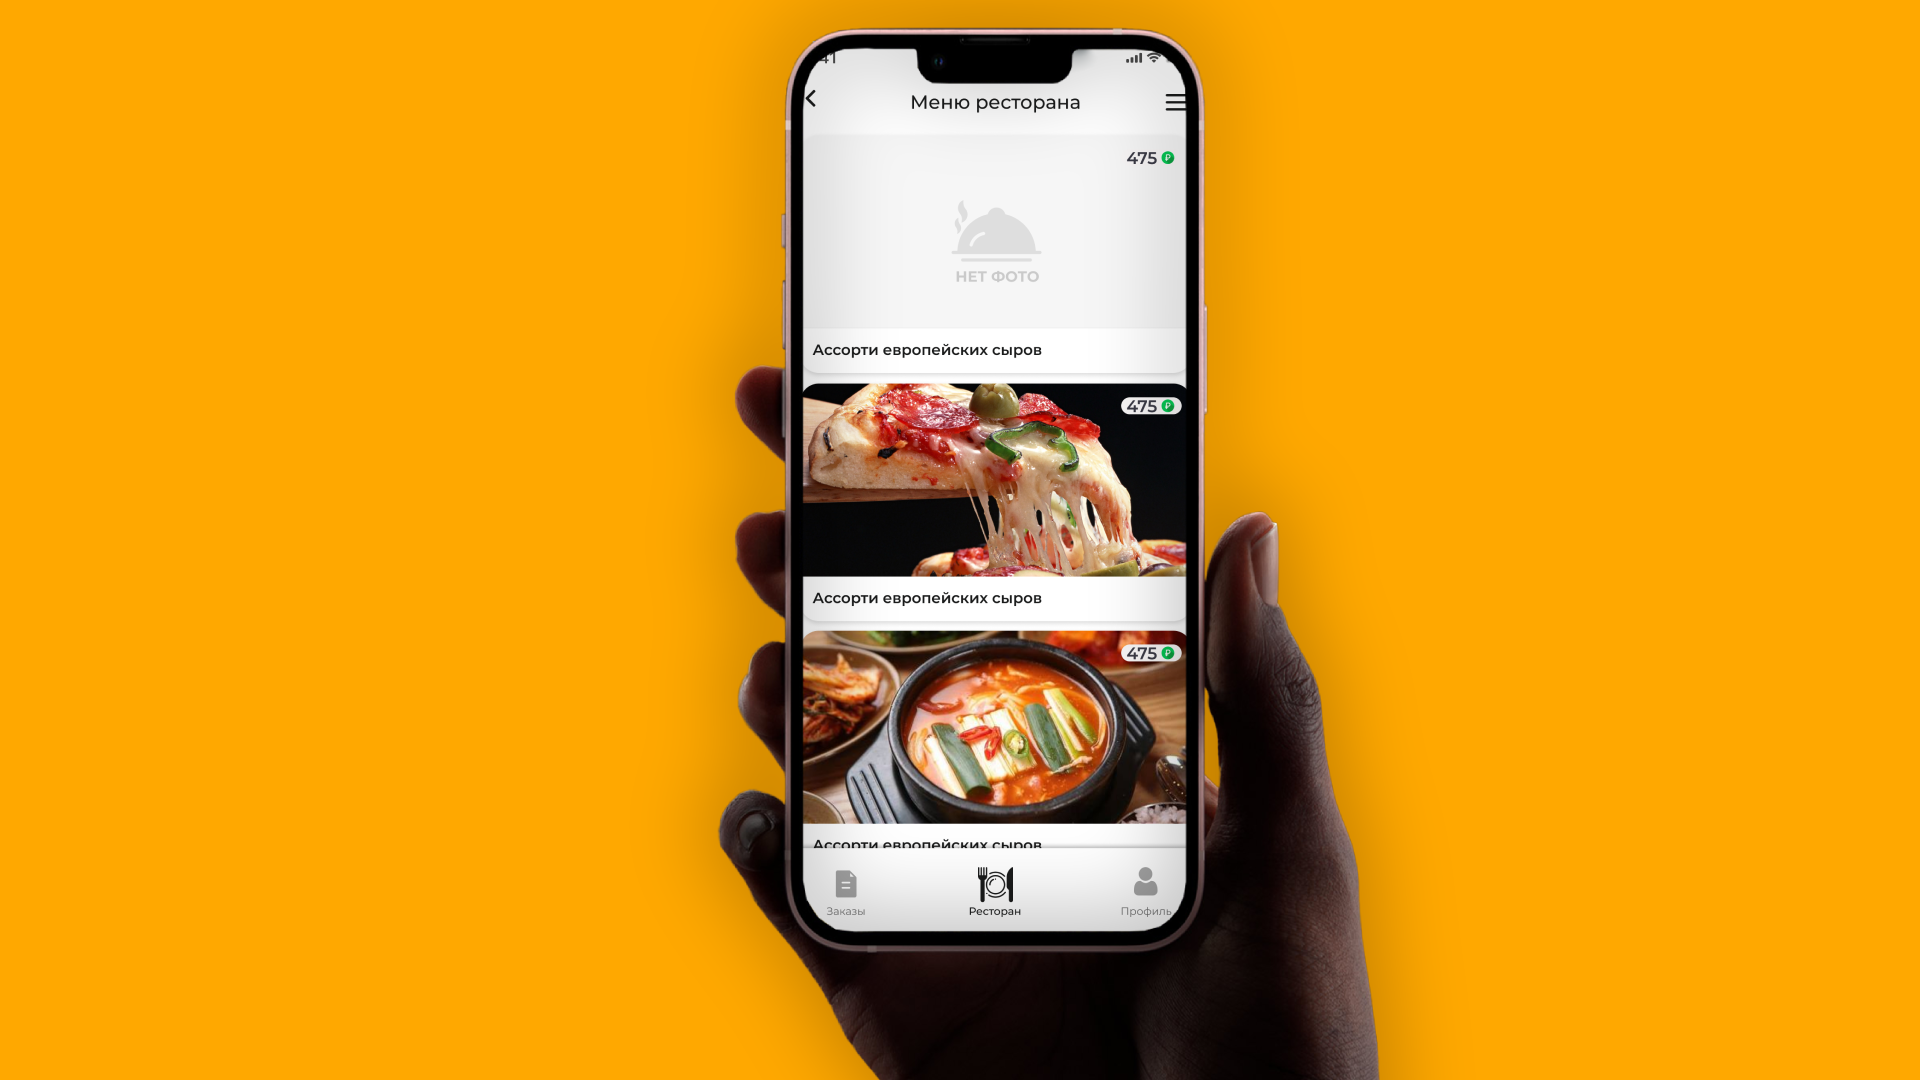 41
Меню ресторана
475 ₽
НЕТ ФОТО
Ассорти европейских сыров
475 ₽
Ассорти европейских сыров
475 ₽
Ассорти европейских сыров
Заказы
Ресторан
Профиль